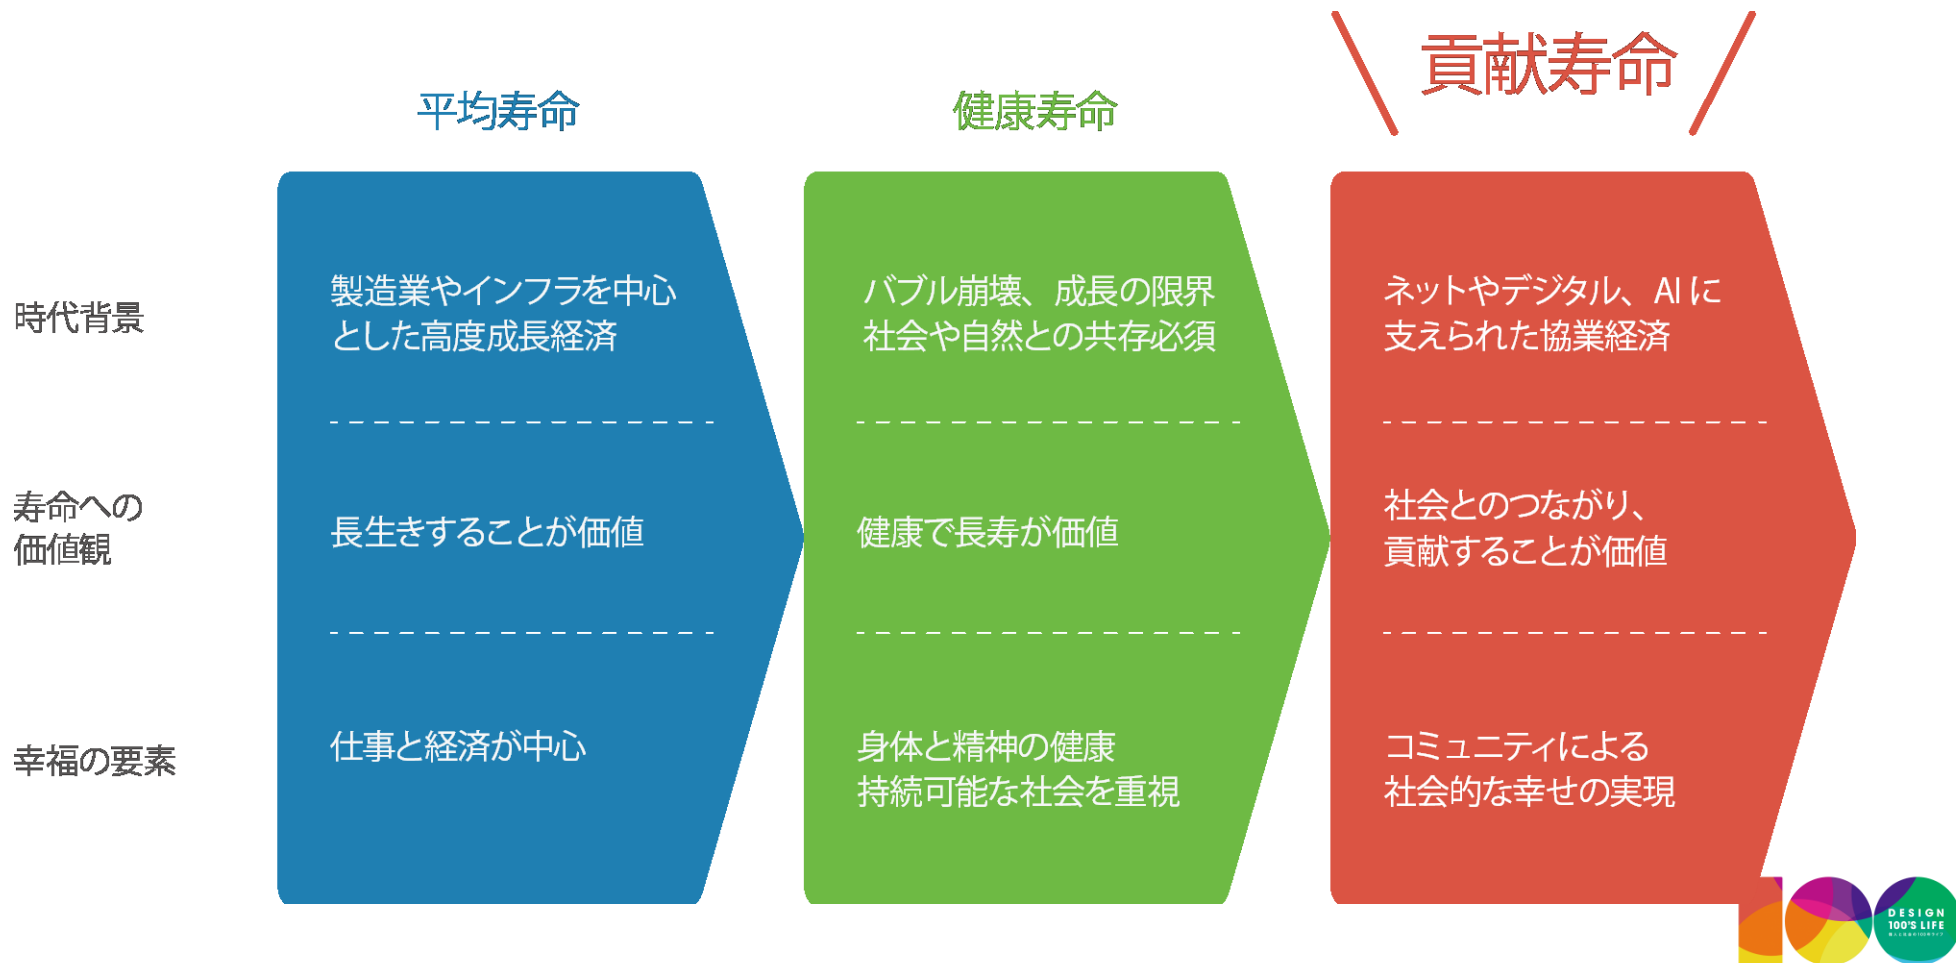 平均寿命
健康寿命
貢献寿命
時代背景
製造業やインフラを中心
とした高度成長経済
バブル崩壊、成長の限界
社会や自然との共存必須
ネットやデジタル、AIに
支えられた協業経済
寿命への
価値観
長生きすることが価値
健康で長寿が価値
社会とのつながり、
貢献することが価値
幸福の要素
仕事と経済が中心
身体と精神の健康
持続可能な社会を重視
コミュニティによる
社会的な幸せの実現
100
DESIGN
100'S LIFE